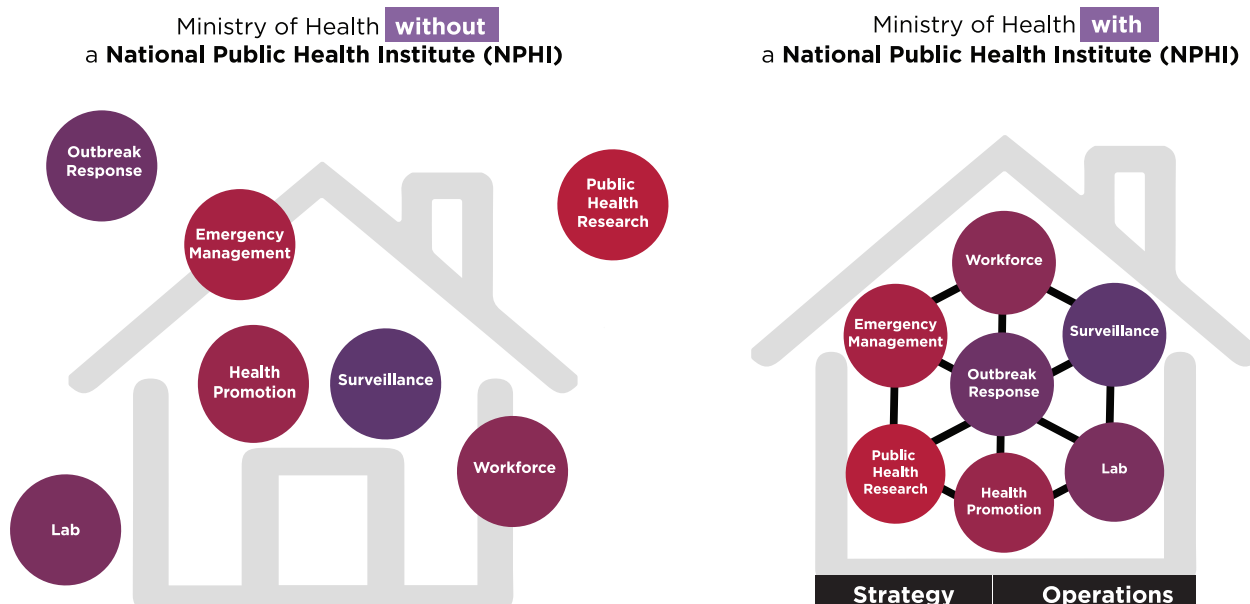 Ministry of Health without
a National Public Health Institute (NPHI)
Outbreak
Response
Emergency
Management
Public
Health
Research
Health
Promotion
Surveillance
Workforce
Lab
Ministry of Health with
a National Public Health Institute (NPHI)
Workforce
Emergency
Management
Surveillance
Outbreak
Response
Public
Health
Research
Health
Promotion
Lab
Strategy
Operations